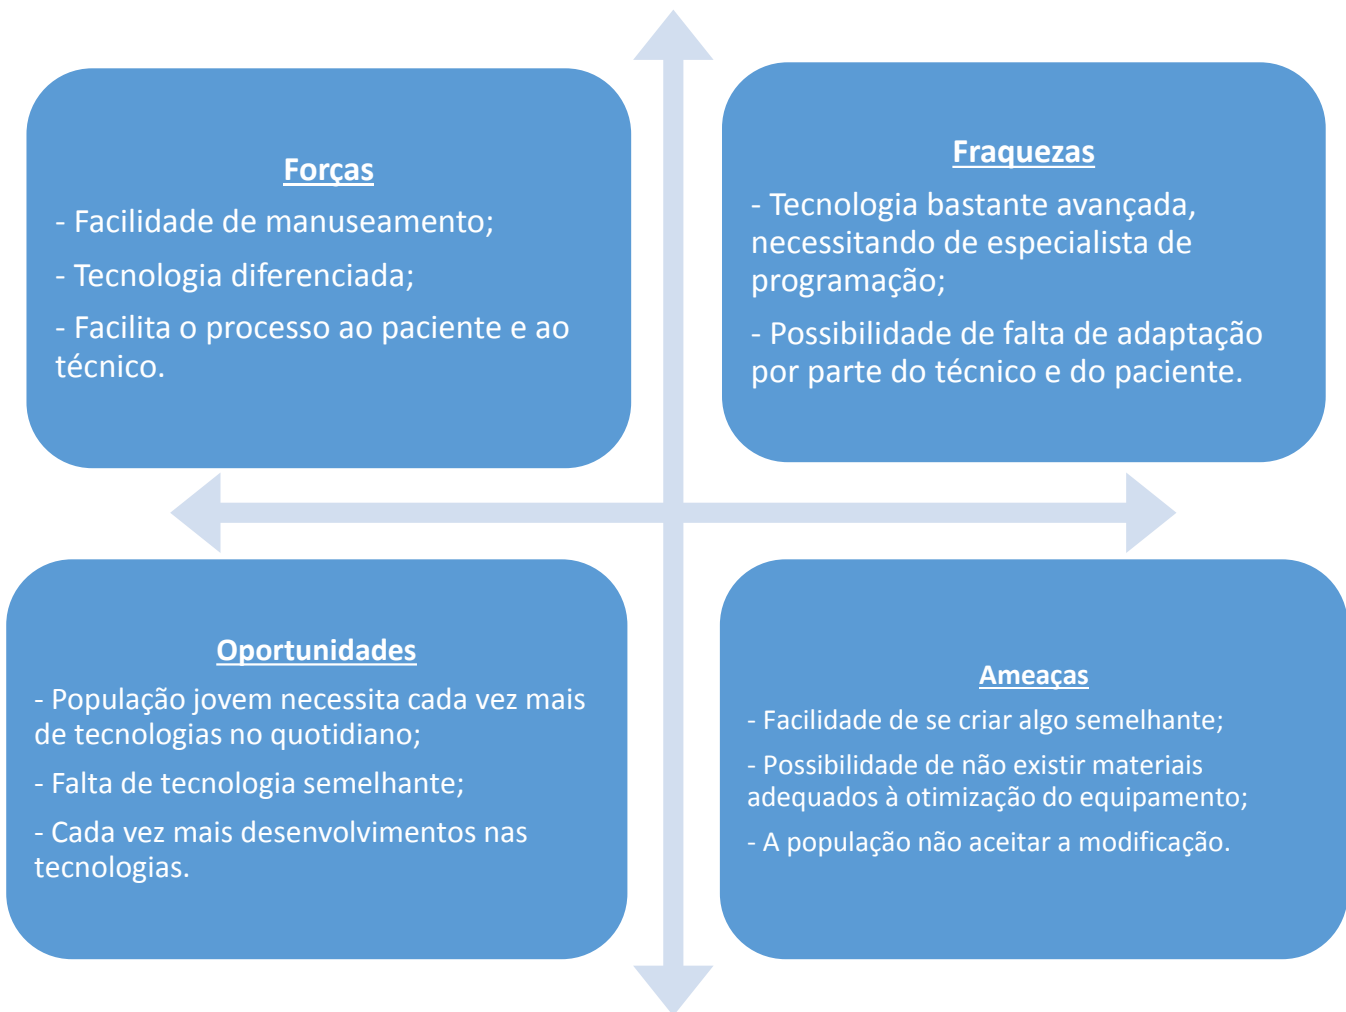 Forças
- Facilidade de manuseamento;
- Tecnologia diferenciada;
- Facilita o processo ao paciente e ao
técnico.
Fraquezas
- Tecnologia bastante avançada,
necessitando de especialista de
programação;
- Possibilidade de falta de adaptação
por parte do técnico e do paciente.
Oportunidades
- População jovem necessita cada vez mais
de tecnologias no quotidiano;
- Falta de tecnologia semelhante;
- Cada vez mais desenvolvimentos nas
tecnologias.
Ameaças
- Facilidade de se criar algo semelhante;
- Possibilidade de não existir materiais
adequados à otimização do equipamento;
- A população não aceitar a modificação.